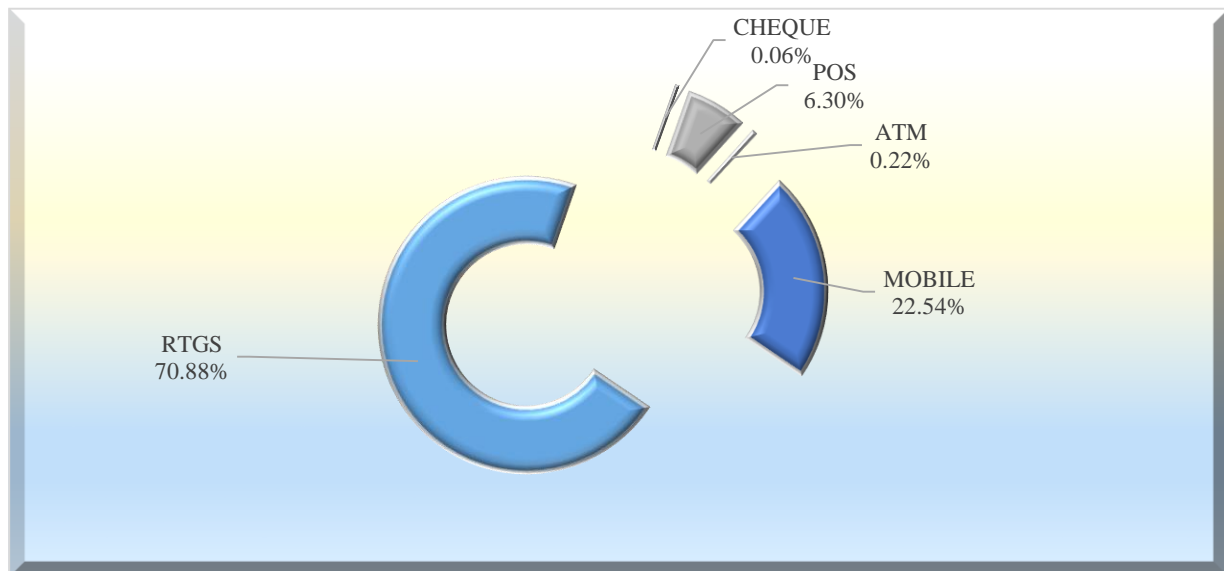 CHEQUE
0.06%
POS
6.30%
ATM
0.22%
MOBILE
22.54%
RTGS
70.88%